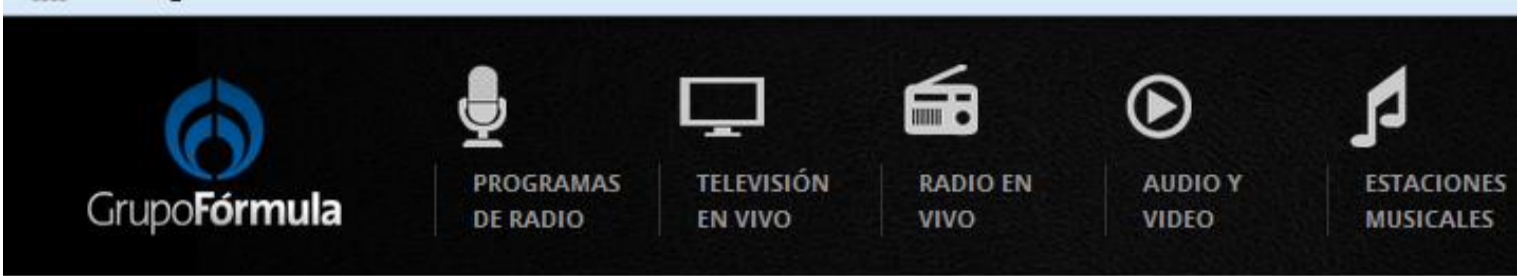 GrupoFórmula
PROGRAMAS
DE RADIO
TELEVISIÓN
EN VIVO
RADIO EN
VIVO
AUDIO Y
VIDEO
ESTACIONES
MUSICALES